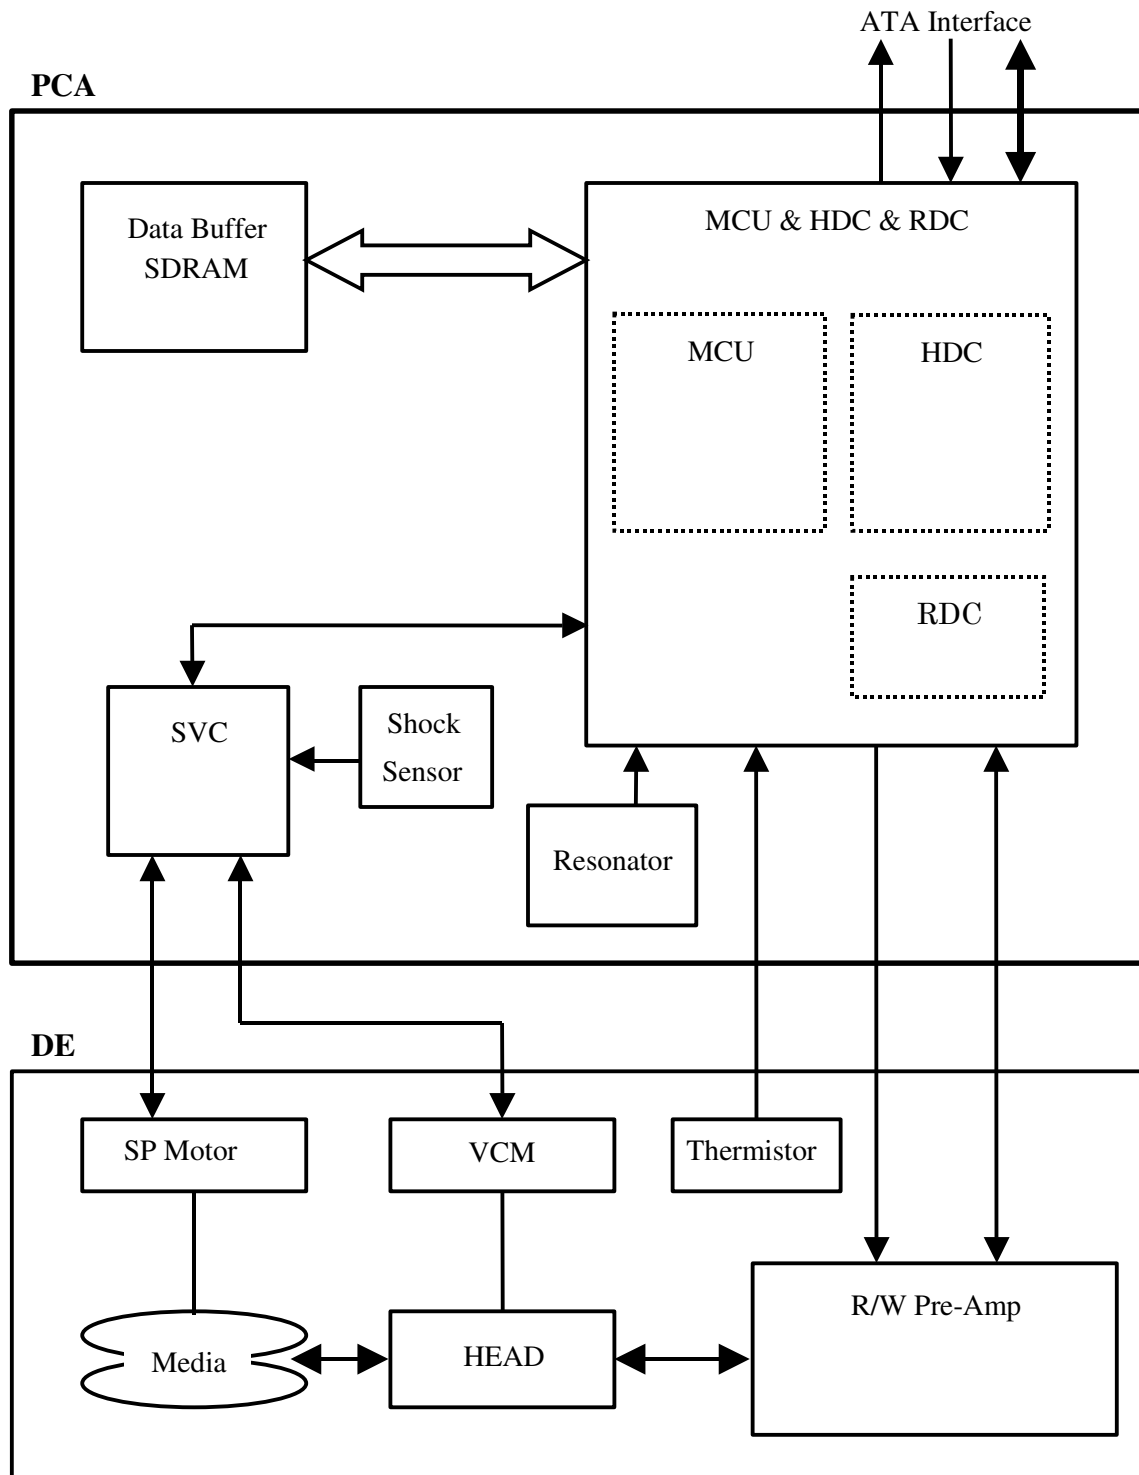 ATA Interface
PCA
Data Buffer
SDRAM
MCU & HDC & RDC
MCU
HDC
RDC
SVC
Shock
Sensor
Resonator
DE
SP Motor
VCM
Thermistor
R/W Pre-Amp
Media
HEAD